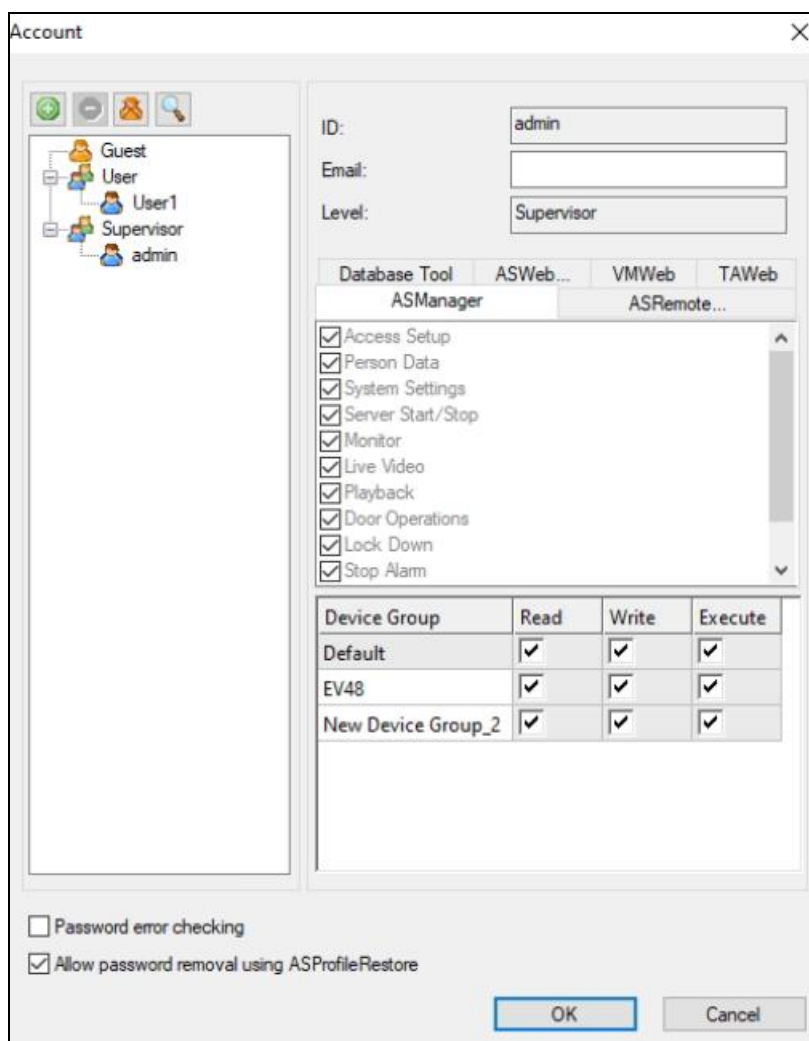 Account
Guest
User
User1
Supervisor
admin
ID: admin
Email:
Level: Supervisor
Database Tool ASWeb... VMWeb TAWeb
ASManager ASRemote...
Access Setup
Person Data
System Settings
Server Start/Stop
Monitor
Live Video
Playback
Door Operations
Lock Down
Stop Alarm
Device Group Read Write Execute
Default
EV48
New Device Group_2
Password error checking
Allow password removal using ASProfileRestore
OK Cancel